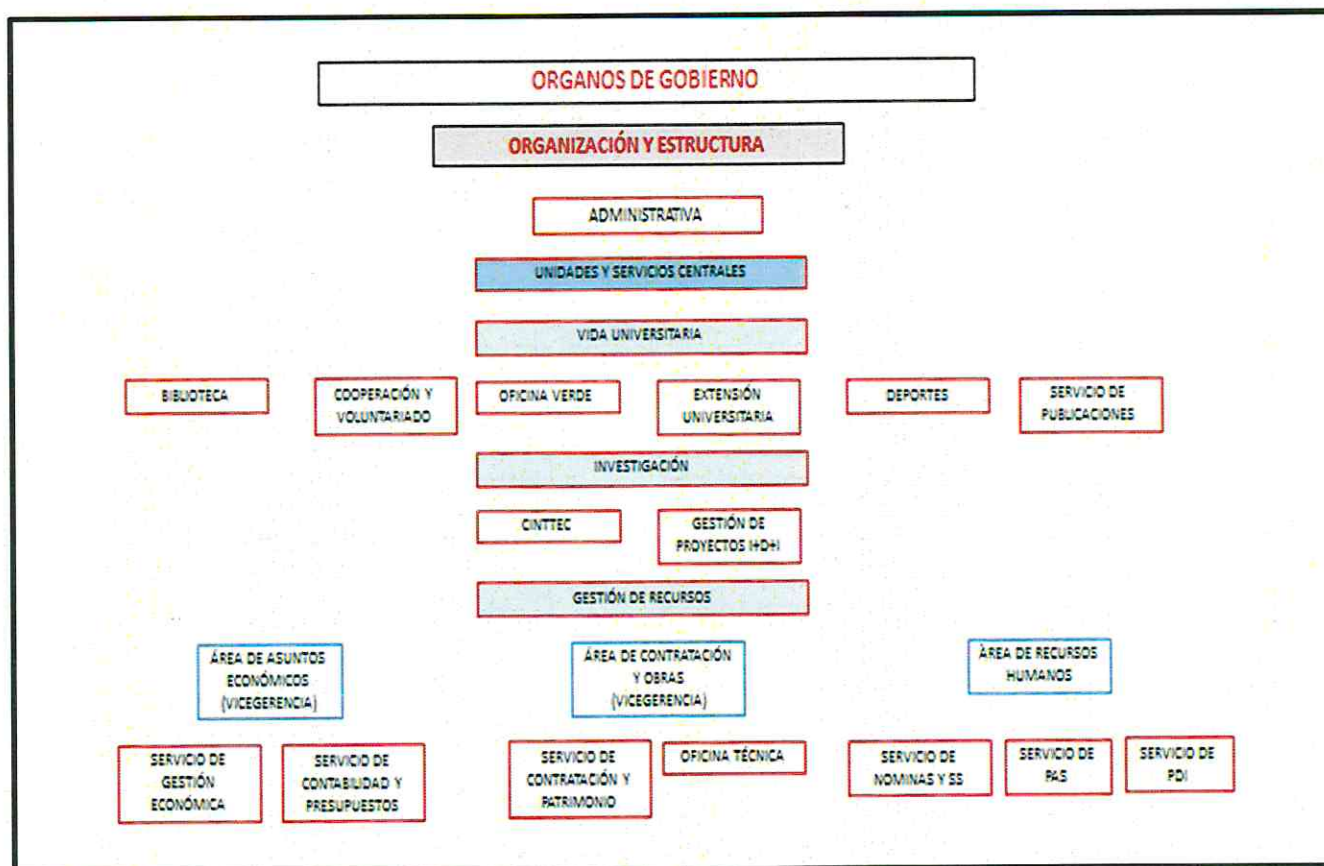 ORGANOS DE GOBIERNO
ORGANIZACIÓN Y ESTRUCTURA
ADMINISTRATIVA
UNIDADES Y SERVICIOS CENTRALES
VIDA UNIVERSITARIA
BIBLIOTECA
COOPERACIÓN Y
VOLUNTARIADO
OFICINA VERDE
EXTENSIÓN
UNIVERSITARIA
DEPORTES
SERVICIO DE
PUBLICACIONES
INVESTIGACIÓN
CINTTEC
GESTIÓN DE
PROYECTOS I+D+I
GESTIÓN DE RECURSOS
ÁREA DE ASUNTOS
ECONÓMICOS
(VICEGERENCIA)
ÁREA DE CONTRATACIÓN
Y OBRAS
(VICEGERENCIA)
ÀREA DE RECURSOS
HUMANOS
SERVICIO DE
GESTIÓN
ECONÓMICA
SERVICIO DE
CONTABILIDAD Y
PRESUPUESTOS
SERVICIO DE
CONTRATACIÓN Y
PATRIMONIO
OFICINA TÉCNICA
SERVICIO DE
NOMINAS Y SS
SERVICIO DE
PAS
SERVICIO DE
PDI